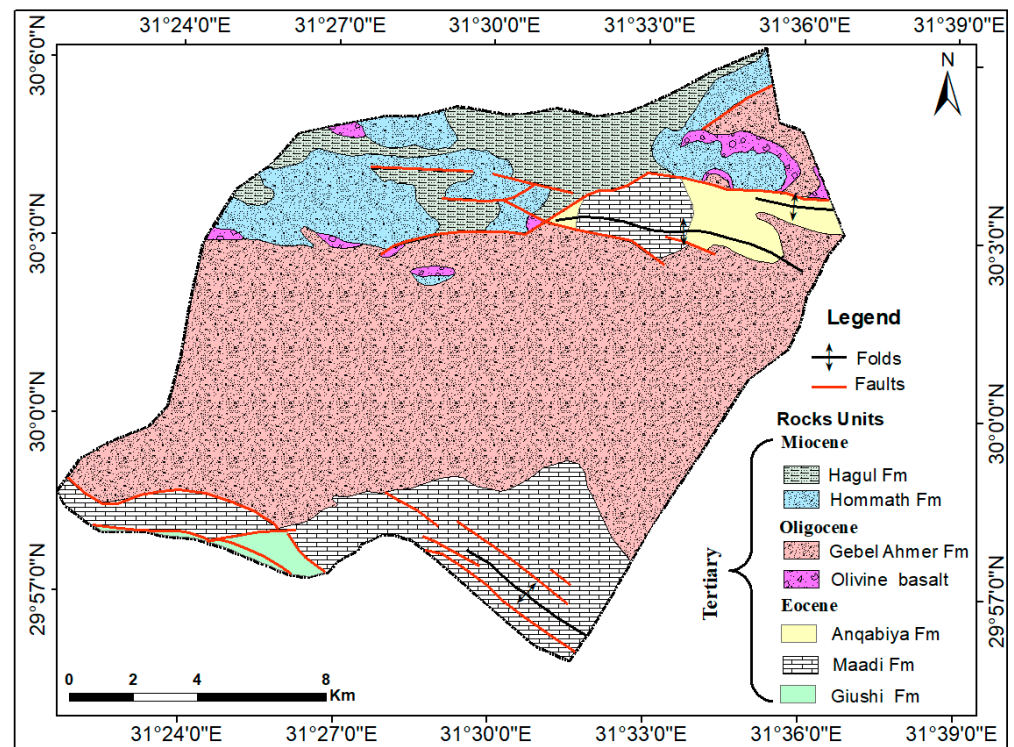 31°24'0"E 31°27'0"E 31°30'0"E 31°33'0"E 31°36'0"E 31°39'0"E
30°6'0"N
N
30°3'0"N
30°3'0"N
Legend
Folds
Faults
30°0'0"N
30°0'0"N
Rocks Units
Miocene
Hagul Fm
Hommath Fm
Oligocene
Gebel Ahmer Fm
Olivine basalt
Tertiary
Eocene
Anqabiya Fm
Maadi Fm
Giushi Fm
29°57'0"N
29°57'0"N
0 2 4 8
Km
31°24'0"E 31°27'0"E 31°30'0"E 31°33'0"E 31°36'0"E 31°39'0"E